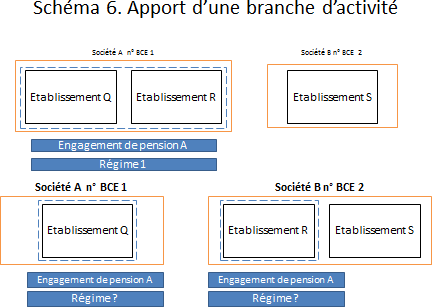 Schéma 6. Apport d’une branche d’activité
Société A n° BCE 1
Société B n° BCE 2
Etablissement Q
Etablissement R
Etablissement S
Engagement de pension A
Régime 1
Société A n° BCE 1
Société B n° BCE 2
Etablissement Q
Etablissement R
Etablissement S
Engagement de pension A
Engagement de pension A
Régime ?
Régime ?